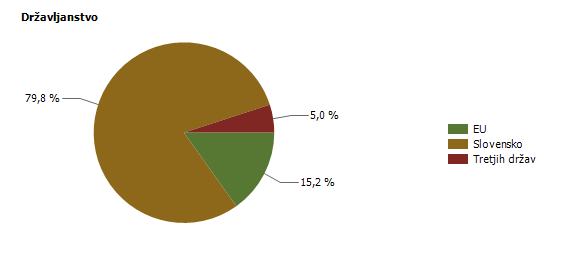 Državljanstvo
79,8 %
5,0 %
15,2 %
EU
Slovensko
Tretjih držav